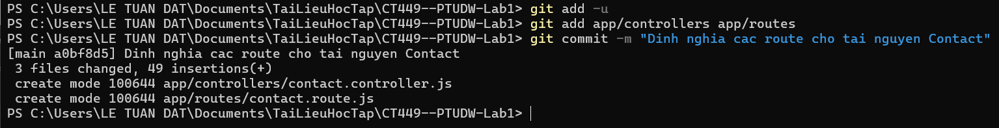 PS C:\Users\LE TUAN DAT\Documents\TaiLieuHocTap\CT449--PTUDW-Lab1> git add -u
PS C:\Users\LE TUAN DAT\Documents\TaiLieuHocTap\CT449--PTUDW-Lab1> git add app/controllers app/routes
PS C:\Users\LE TUAN DAT\Documents\TaiLieuHocTap\CT449--PTUDW-Lab1> git commit -m "Dinh nghia cac route cho tai nguyen Contact"
[main a0bf8d5] Dinh nghia cac route cho tai nguyen Contact
 3 files changed, 49 insertions(+)
 create mode 100644 app/controllers/contact.controller.js
 create mode 100644 app/routes/contact.route.js
PS C:\Users\LE TUAN DAT\Documents\TaiLieuHocTap\CT449--PTUDW-Lab1>